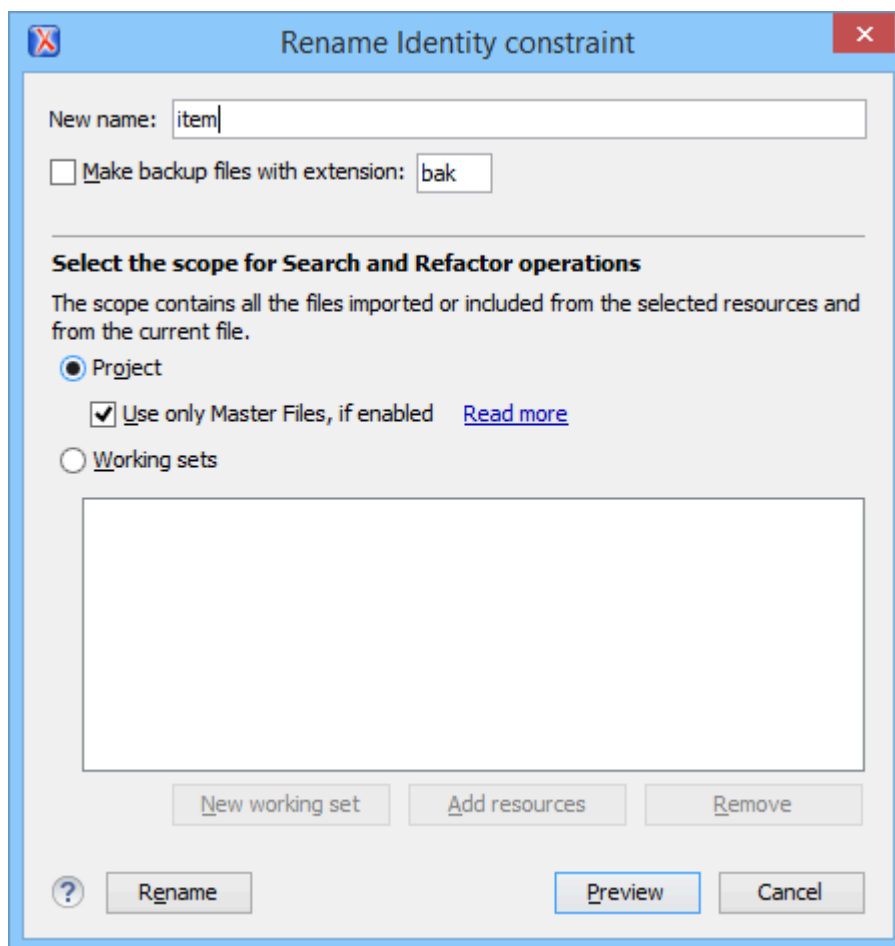 Rename Identity constraint
New name: item
Make backup files with extension: bak
Select the scope for Search and Refactor operations
The scope contains all the files imported or included from the selected resources and
from the current file.
Project
Use only Master Files, if enabled Read more
Working sets
New working set Add resources Remove
? Rename Preview Cancel